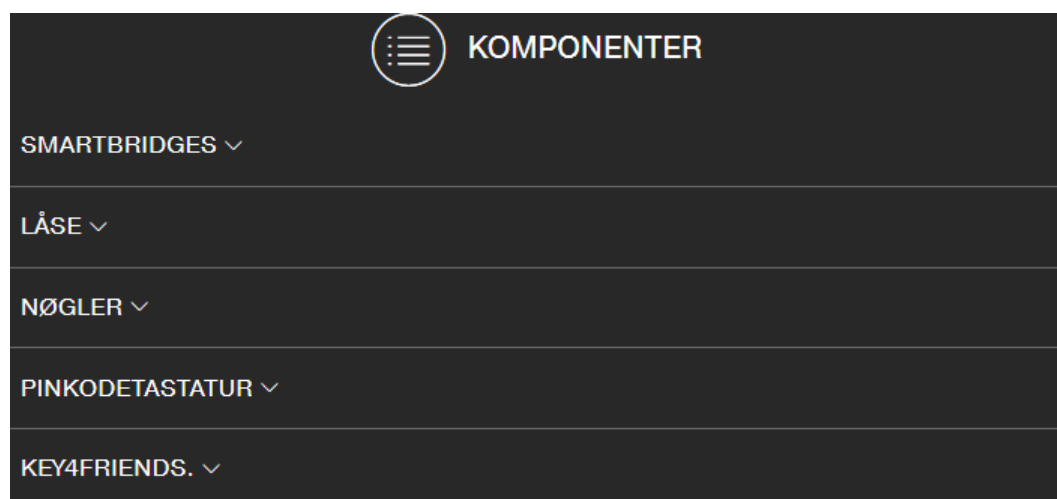 KOMPONENTER
SMARTBRIDGES
LÅSE
NØGLER
PINKODETASTATUR
KEY4FRIENDS.